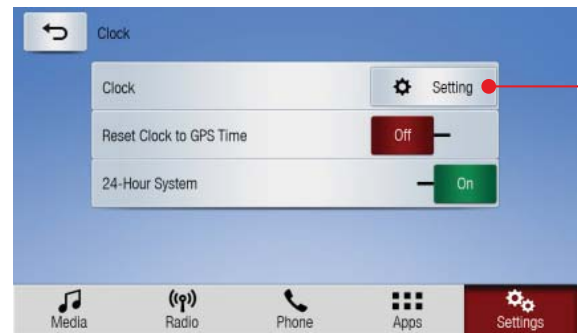 Clock
Clock Setting
Reset Clock to GPS Time Off
24-Hour System On
Media Radio Phone Apps Settings